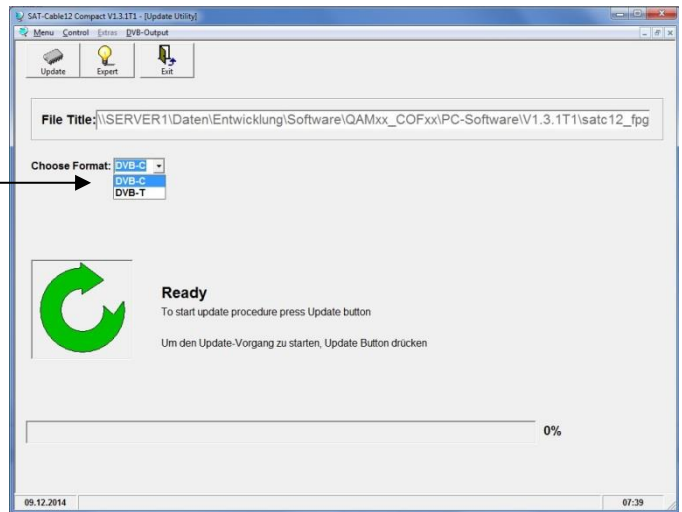 SAT-Cable12 Compact V1.3.1T1 - [Update Utility]
Menu Control Extras DVB-Output
Update Expert Exit
File Title: \\SERVER1\Daten\Entwicklung\Software\QAMxx_COFxx\PC-Software\V1.3.1T1\satc12_fpg
Choose Format: DVB-C
DVB-C
DVB-T
Ready
To start update procedure press Update button
Um den Update-Vorgang zu starten, Update Button drücken
0%
09.12.2014 07:39